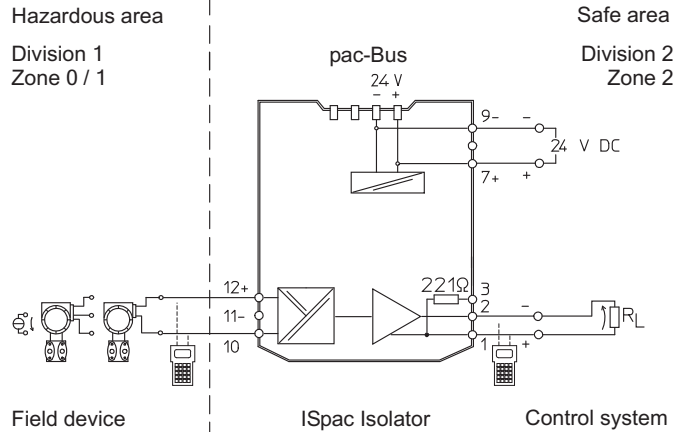 Hazardous area
Safe area
Division 1
Zone 0 / 1
pac-Bus
Division 2
Zone 2
24 V
- +
9- -
24 V DC
7+ +
221Ω
12+
3
2 -
11-
RL
10
1 +
Field device
ISpac Isolator
Control system